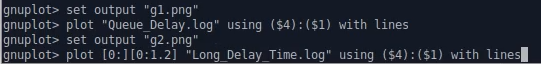 gnuplot> set output "g1.png"
gnuplot> plot "Queue_Delay.log" using ($4):($1) with lines
gnuplot> set output "g2.png"
gnuplot> plot [0:][0:1.2] "Long_Delay_Time.log" using ($4):($1) with lines